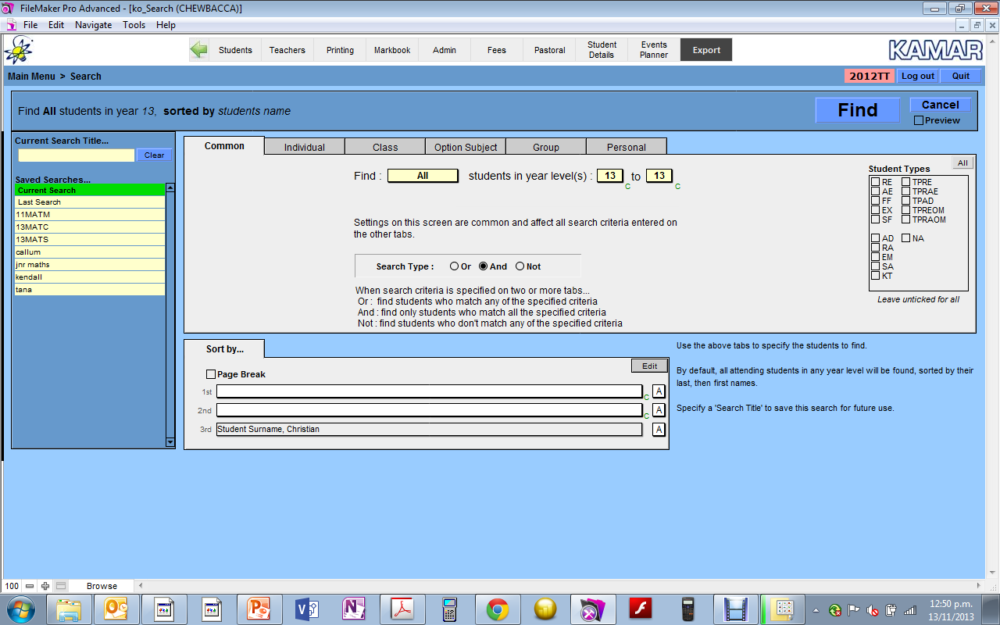 FileMaker Pro Advanced - [ko_Search (CHEWBACCA)]
File Edit Navigate Tools Help
Students Teachers Printing Markbook Admin Fees Pastoral Student Details Events Planner Export
KAMAR
Main Menu > Search
2012TT Log out Quit
Find All students in year 13, sorted by students name
Find
Cancel
Preview
Current Search Title...
Clear
Saved Searches...
Current Search
Last Search
11MATM
13MATC
13MATS
callum
jnr maths
kendall
tana
Common Individual Class Option Subject Group Personal
Find : All students in year level(s) : 13 to 13
C C
Settings on this screen are common and affect all search criteria entered on
the other tabs.
Search Type : Or And Not
When search criteria is specified on two or more tabs...
Or : find students who match any of the specified criteria
And : find only students who match all the specified criteria
Not : find students who don't match any of the specified criteria
All
Student Types
RE TPRE
AE TPRAE
FF TPAD
EX TPREOM
SF TPRAOM
AD NA
RA
EM
SA
KT
Leave unticked for all
Sort by...
Edit
Page Break
1st C A
2nd C A
3rd Student Surname, Christian A
Use the above tabs to specify the students to find.
By default, all attending students in any year level will be found, sorted by their
last, then first names.
Specify a 'Search Title' to save this search for future use.
100 Browse
12:50 p.m.
13/11/2013